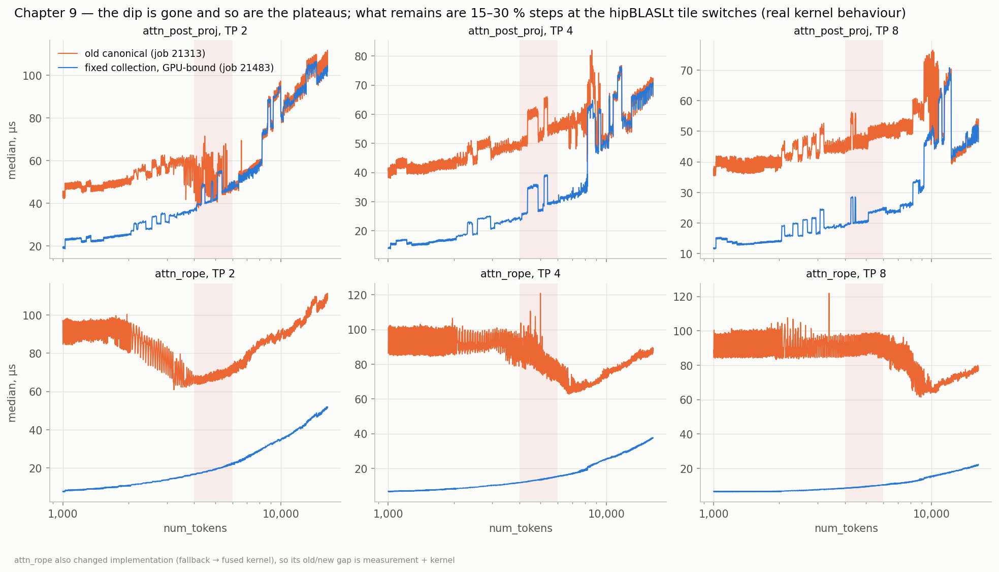 Chapter 9 — the dip is gone and so are the plateaus; what remains are 15–30 % steps at the hipBLASLt tile switches (real kernel behaviour)
attn_post_proj, TP 2
attn_post_proj, TP 4
attn_post_proj, TP 8
old canonical (job 21313)
fixed collection, GPU-bound (job 21483)
median, µs
100
80
60
40
20
80
70
60
50
40
30
20
70
60
50
40
30
20
10
attn_rope, TP 2
attn_rope, TP 4
attn_rope, TP 8
median, µs
100
80
60
40
20
120
100
80
60
40
20
120
100
80
60
40
20
1,000
10,000
1,000
10,000
1,000
10,000
num_tokens
num_tokens
num_tokens
attn_rope also changed implementation (fallback → fused kernel), so its old/new gap is measurement + kernel